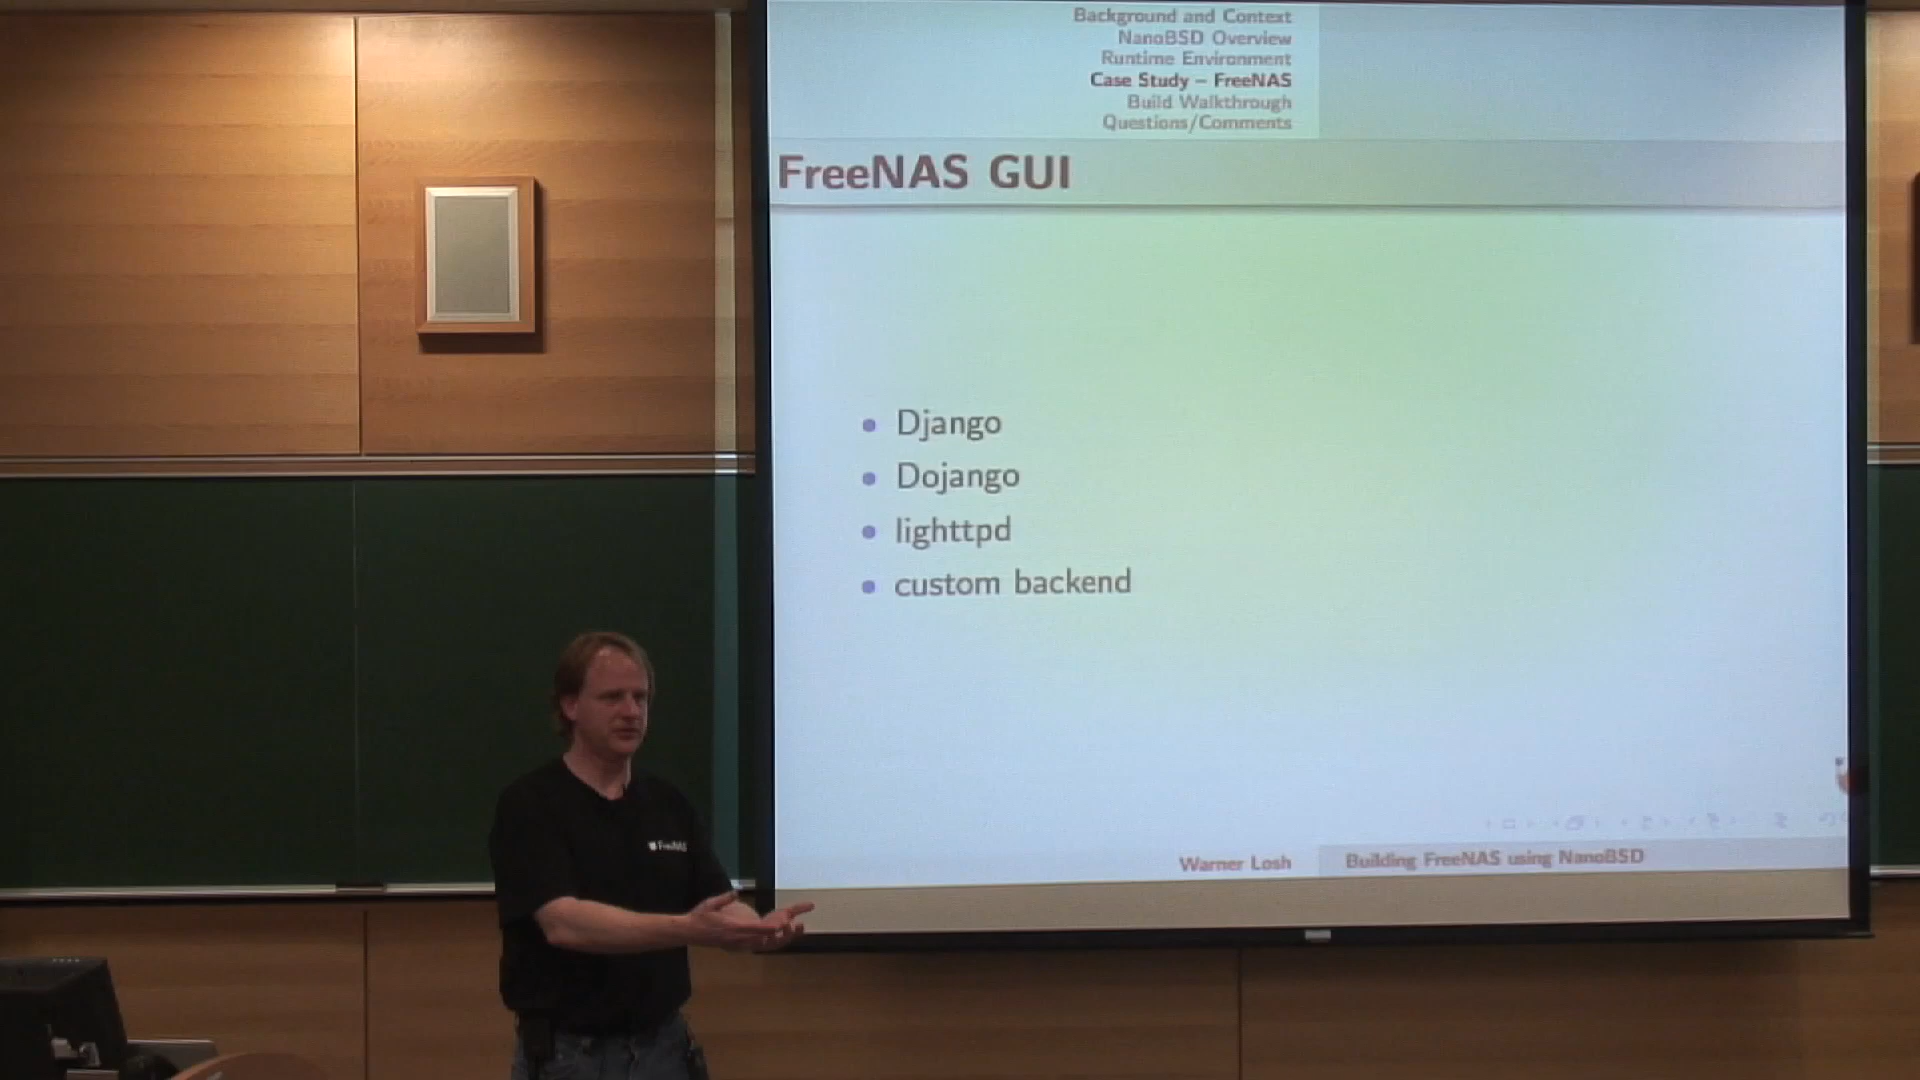 Background and Context
NanoBSD Overview
Runtime Environment
Case Study – FreeNAS
Build Walkthrough
Questions/Comments
FreeNAS GUI
Django
Dojango
lighttpd
custom backend
FreeNAS
Warner Losh
Building FreeNAS using NanoBSD